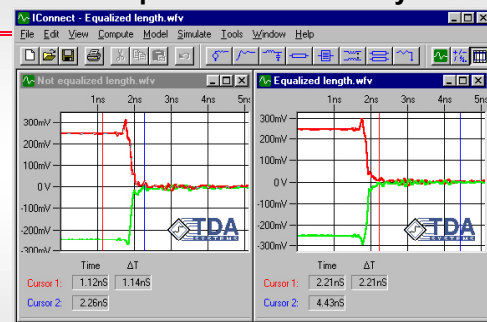 IConnect - Equalized length.wfv
File Edit View Compute Model Simulate Tools Window Help
Not equalized length.wfv
1ns 2ns 3ns 4ns 5ns
300mV
200mV
100mV
0 V
-100mV
-200mV
-300mV
TDA
SYSTEMS
Time ΔT
Cursor 1: 1.12nS 1.14nS
Cursor 2: 2.26nS
Equalized length.wfv
1ns 2ns 3ns 4ns 5ns
300mV
200mV
100mV
0 V
-100mV
-200mV
-300mV
TDA
SYSTEMS
Time ΔT
Cursor 1: 2.21nS 2.21nS
Cursor 2: 4.43nS